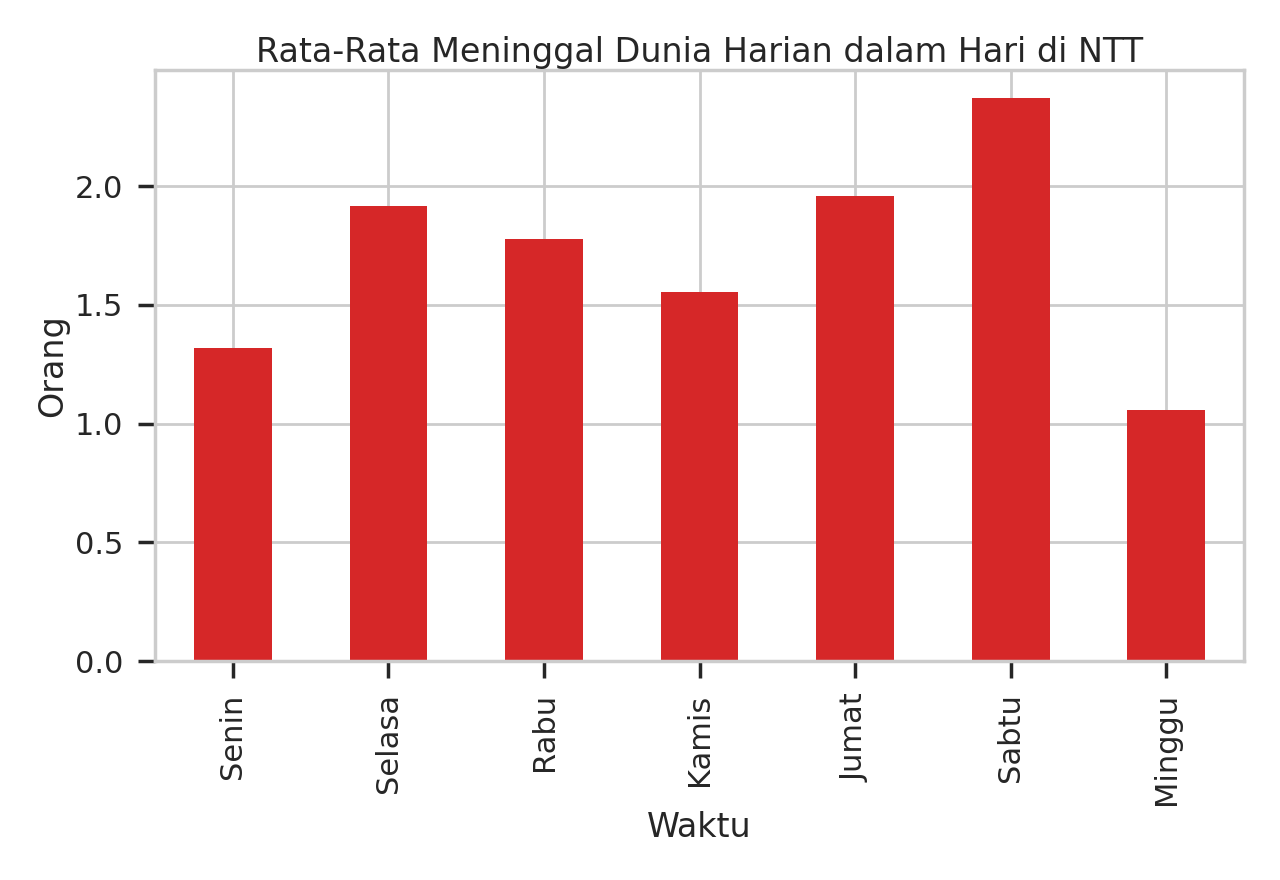 Rata-Rata Meninggal Dunia Harian dalam Hari di NTT
Orang
2.0
1.5
1.0
0.5
0.0
Senin
Selasa
Rabu
Kamis
Jumat
Sabtu
Minggu
Waktu